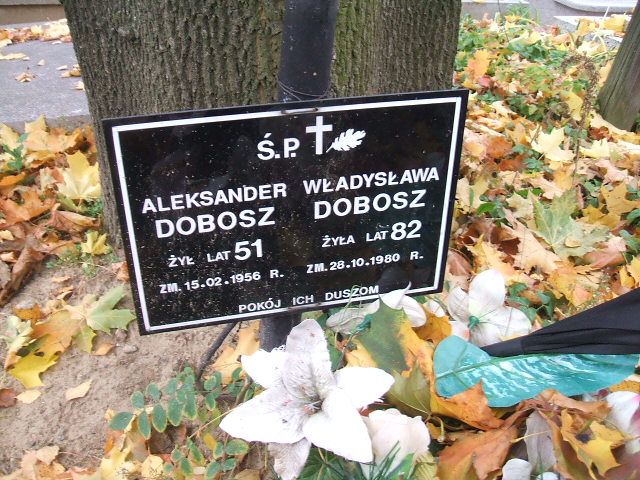 Ś.P.
ALEKSANDER
DOBOSZ
ŻYŁ LAT 51
ZM. 15.02.1956 R.
WŁADYSŁAWA
DOBOSZ
ŻYŁA LAT 82
ZM. 28.10.1980 R.
POKÓJ ICH DUSZOM